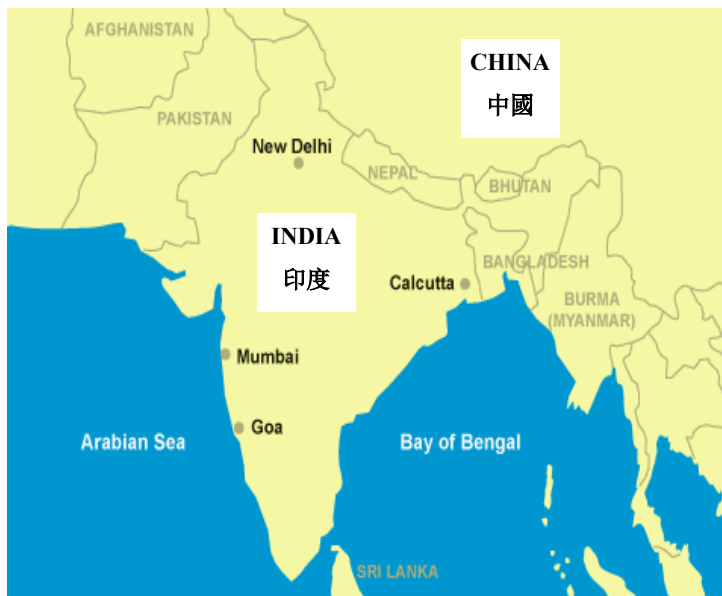 AFGHANISTAN
CHINA
中國
PAKISTAN
New Delhi
NEPAL
BHUTAN
INDIA
印度
BANGLADESH
Calcutta
BURMA
(MYANMAR)
Mumbai
Goa
Arabian Sea
Bay of Bengal
SRI LANKA